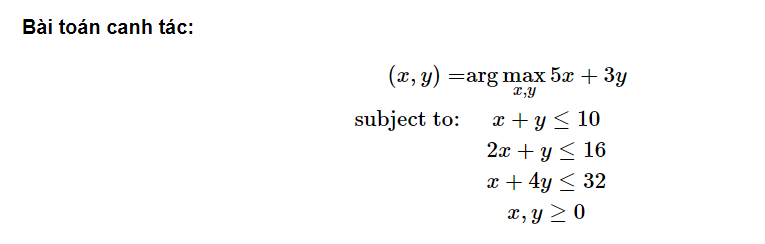 Bài toán canh tác:
(x, y) = arg max 5x + 3y
x,y
subject to: x + y ≤ 10
2x + y ≤ 16
x + 4y ≤ 32
x, y ≥ 0